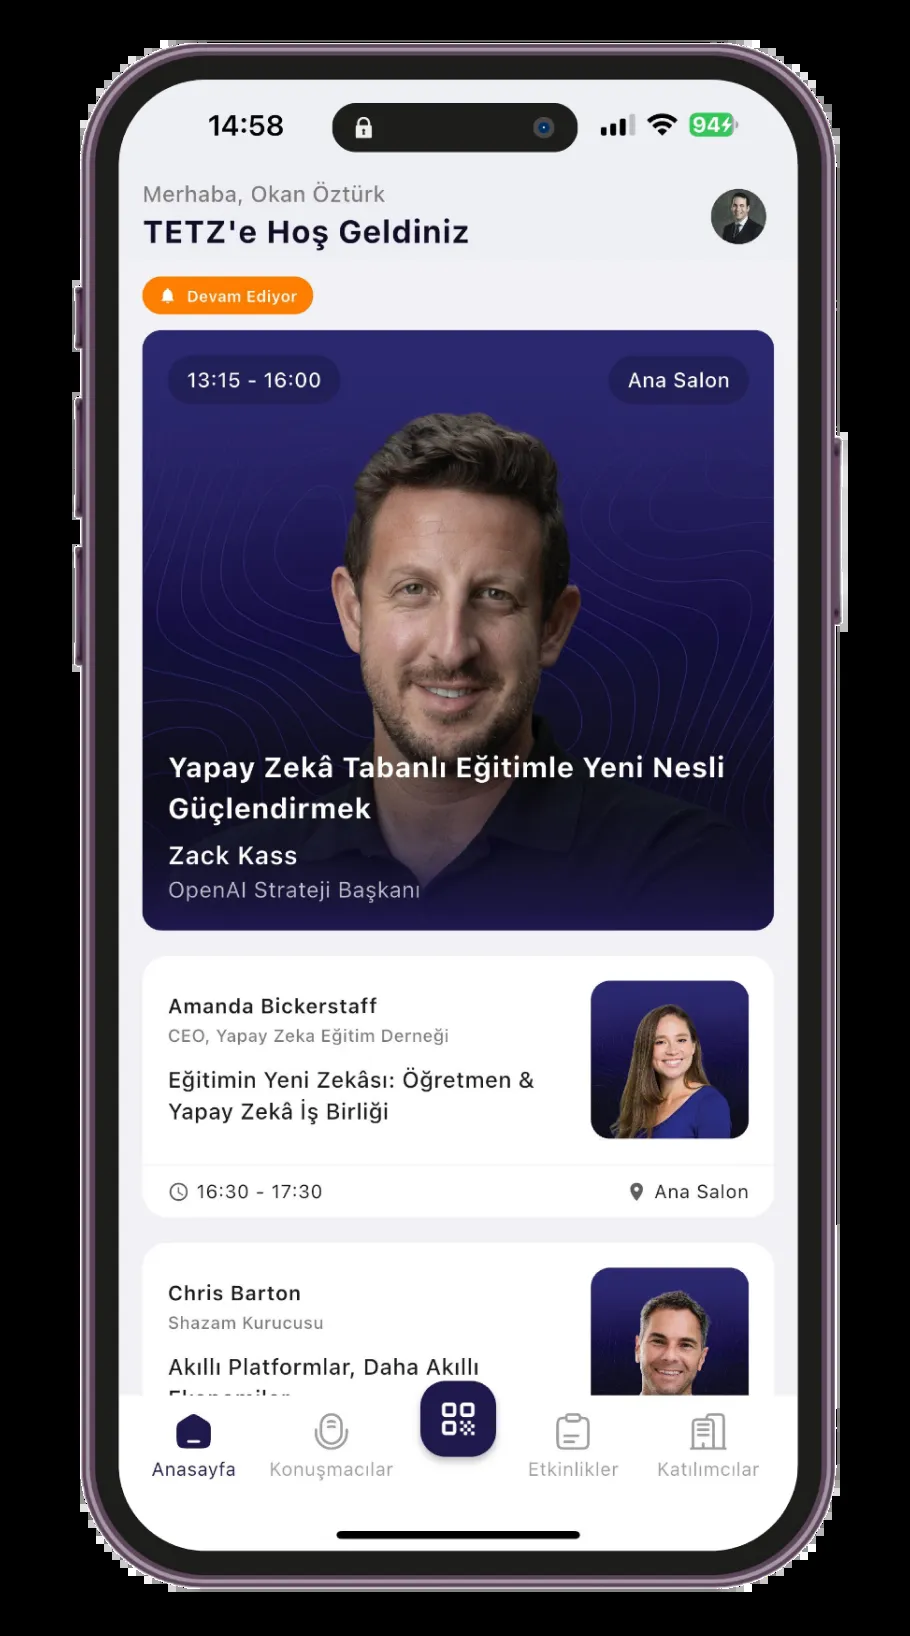 14:58
94
Merhaba, Okan Öztürk
TETZ'e Hoş Geldiniz
Devam Ediyor
13:15 - 16:00
Ana Salon
Yapay Zekâ Tabanlı Eğitimle Yeni Nesli
Güçlendirmek
Zack Kass
OpenAI Strateji Başkanı
Amanda Bickerstaff
CEO, Yapay Zeka Eğitim Derneği
Eğitimin Yeni Zekâsı: Öğretmen &
Yapay Zekâ İş Birliği
16:30 - 17:30
Ana Salon
Chris Barton
Shazam Kurucusu
Akıllı Platformlar, Daha Akıllı
Anasayfa
Konuşmacılar
Etkinlikler
Katılımcılar